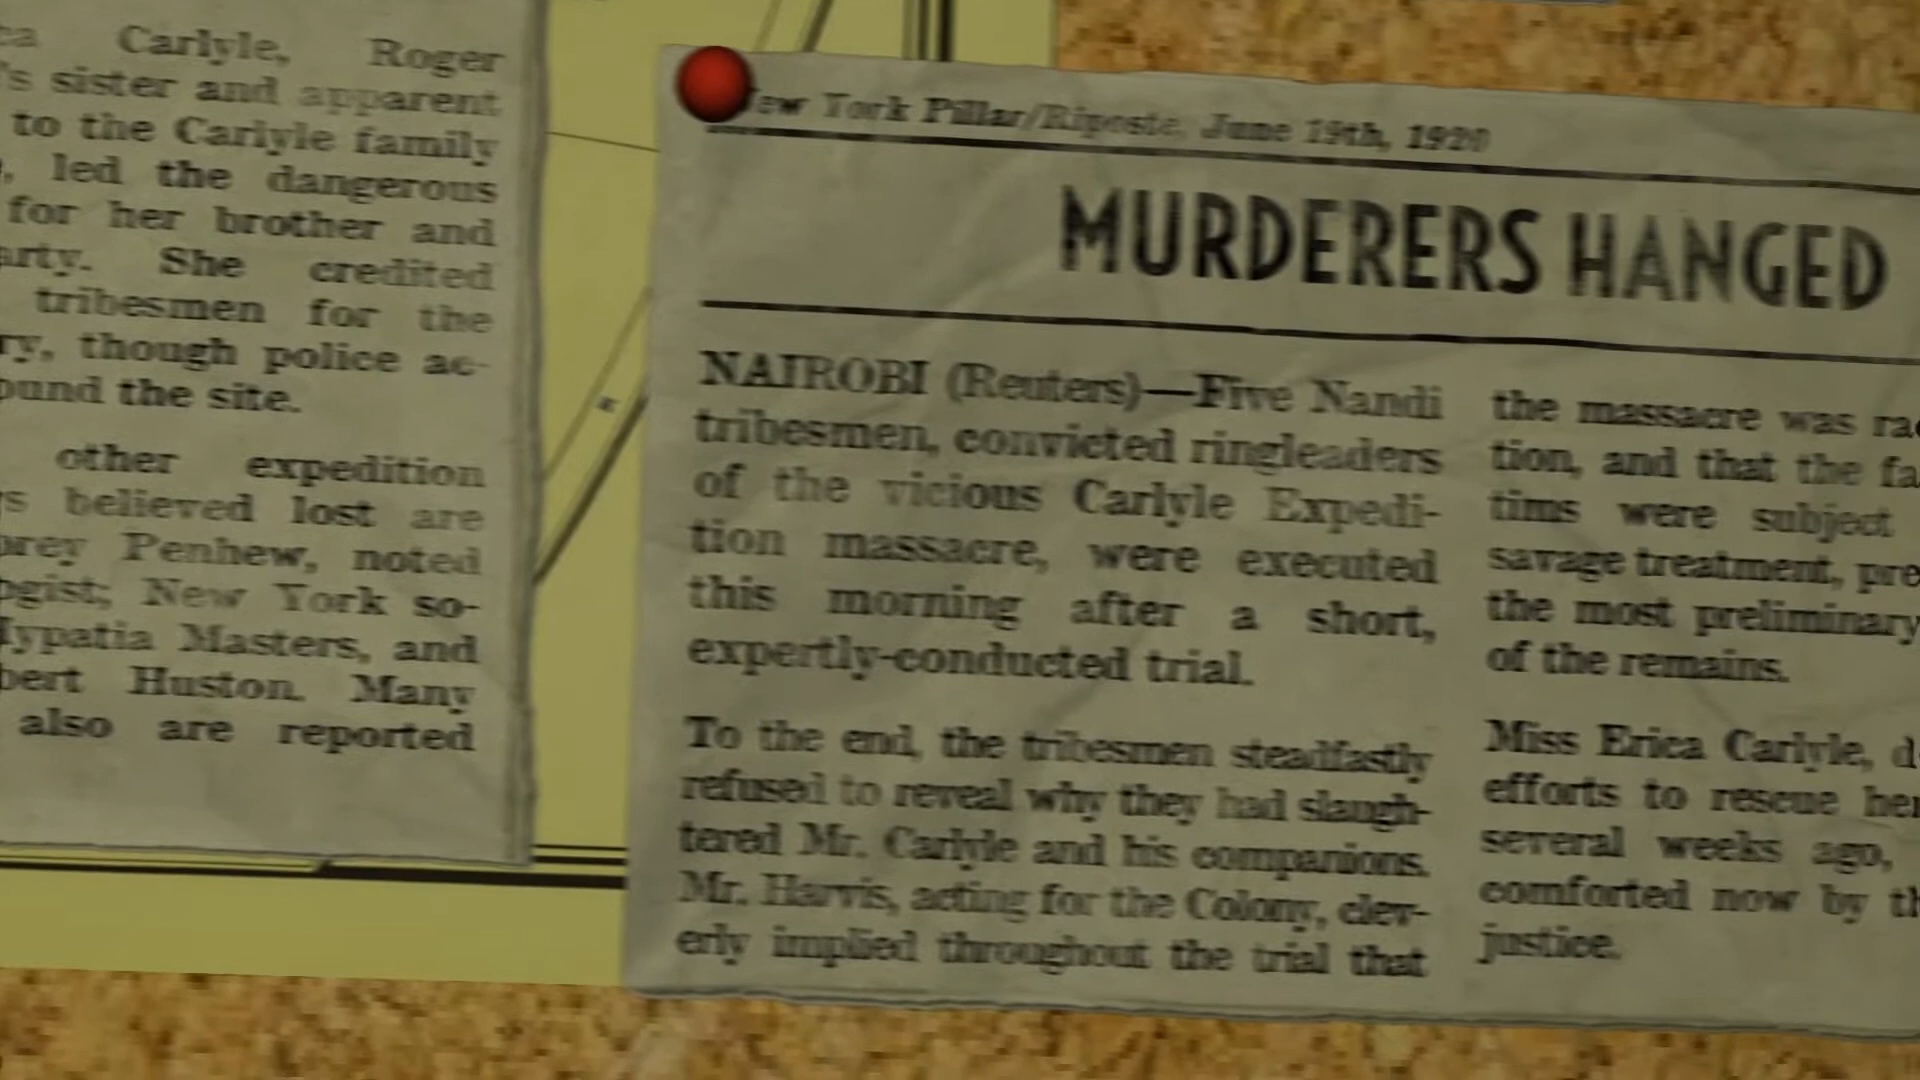 Carlyle, Roger
's sister and apparent
to the Carlyle family
led the dangerous
for her brother and
arty. She credited
tribesmen for the
ry, though police ac-
ound the site.
other expedition
s believed lost are
rey Penhew, noted
ogist; New York so-
Hypatia Masters, and
bert Huston. Many
also are reported
ew York Pillar/Riposte, June 19th, 1920
MURDERERS HANGED
NAIROBI (Reuters)—Five Nandi
tribesmen, convicted ringleaders
of the vicious Carlyle Expedi-
tion massacre, were executed
this morning after a short,
expertly-conducted trial.
To the end, the tribesmen steadfastly
refused to reveal why they had slaugh-
tered Mr. Carlyle and his companions.
Mr. Harvis, acting for the Colony, clev-
erly implied throughout the trial that
the massacre was rac
tion, and that the fa
tims were subject
savage treatment, pre
the most preliminary
of the remains.
Miss Erica Carlyle, d
efforts to rescue her
several weeks ago,
comforted now by th
justice.